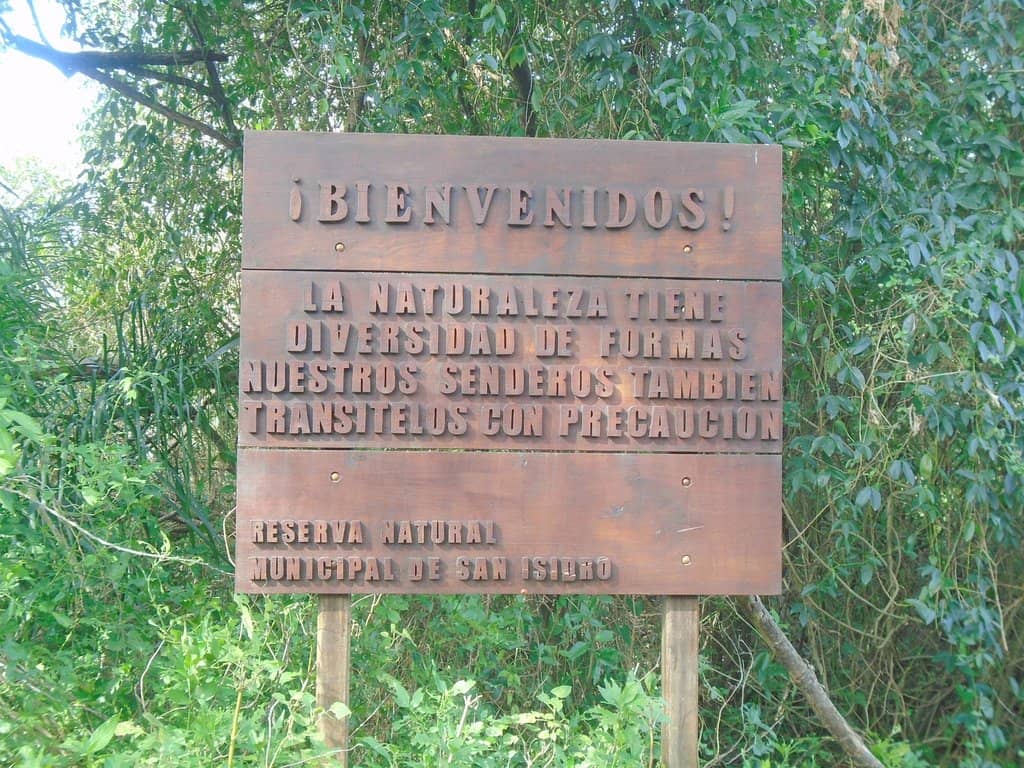 ¡BIENVENIDOS!
LA NATURALEZA TIENE
DIVERSIDAD DE FORMAS
NUESTROS SENDEROS TAMBIEN
TRANSITELOS CON PRECAUCION
RESERVA NATURAL
MUNICIPAL DE SAN ISIDRO